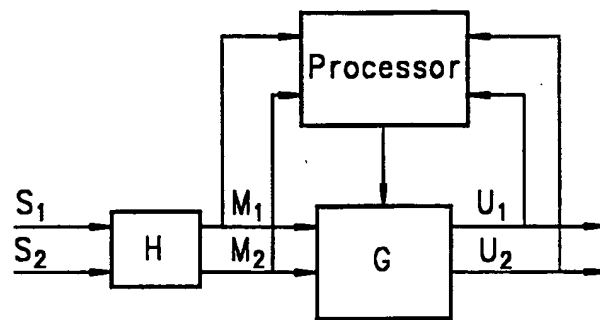 Processor
S₁ M₁ U₁
S₂ H M₂ G U₂